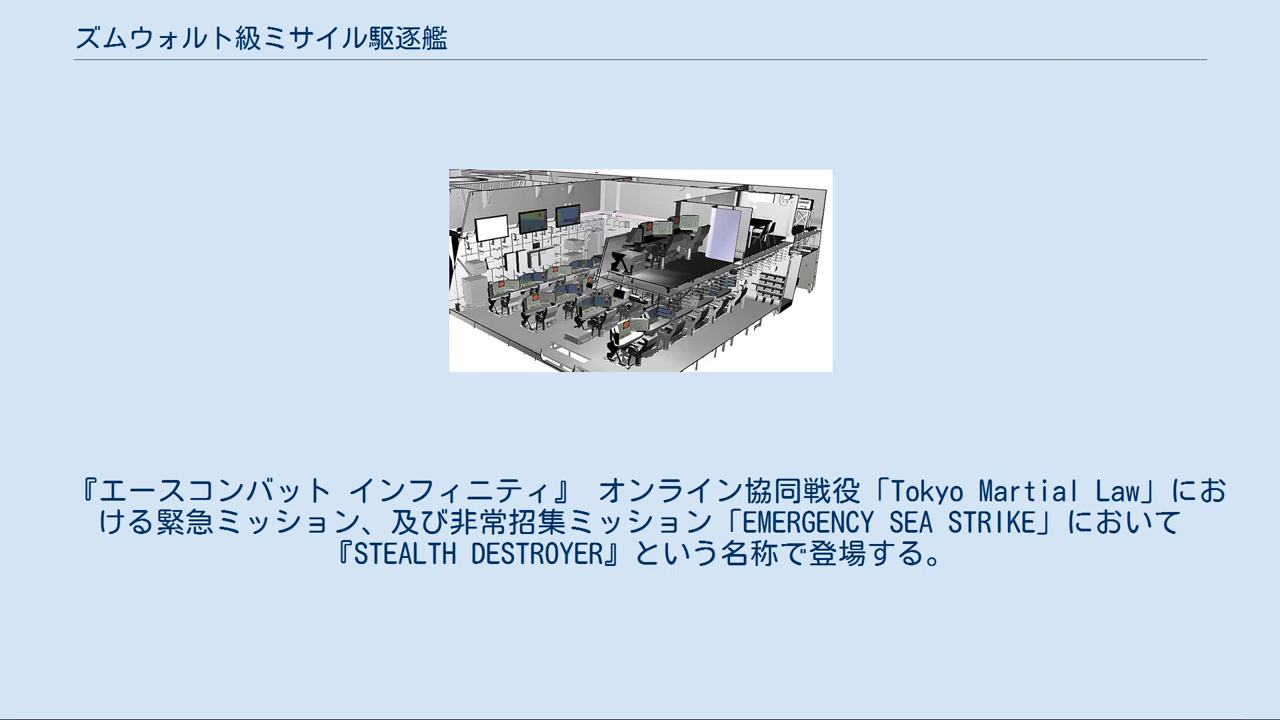 ズムウォルト級ミサイル駆逐艦
『エースコンバット インフィニティ』 オンライン協同戦役「Tokyo Martial Law」にお
ける緊急ミッション、及び非常招集ミッション「EMERGENCY SEA STRIKE」において
『STEALTH DESTROYER』という名称で登場する。